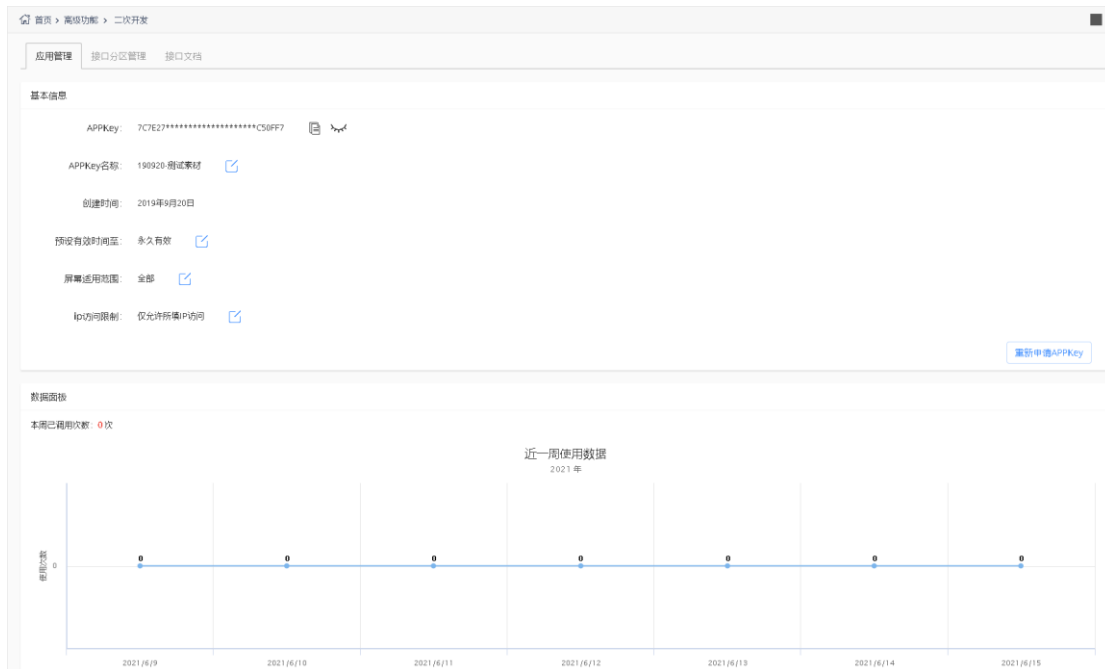 首页 › 高级功能 › 二次开发
应用管理 接口分区管理 接口文档
基本信息
APPKey: 7C7E27********************C50FF7
APPKey名称: 190920-测试素材
创建时间: 2019年9月20日
预设有效时间至: 永久有效
屏幕适用范围: 全部
ip访问限制: 仅允许所填IP访问
重新申请APPKey
数据面板
本周已调用次数: 0 次
近一周使用数据
2021 年
使用次数
0
0 0 0 0 0 0 0
2021/6/9 2021/6/10 2021/6/11 2021/6/12 2021/6/13 2021/6/14 2021/6/15